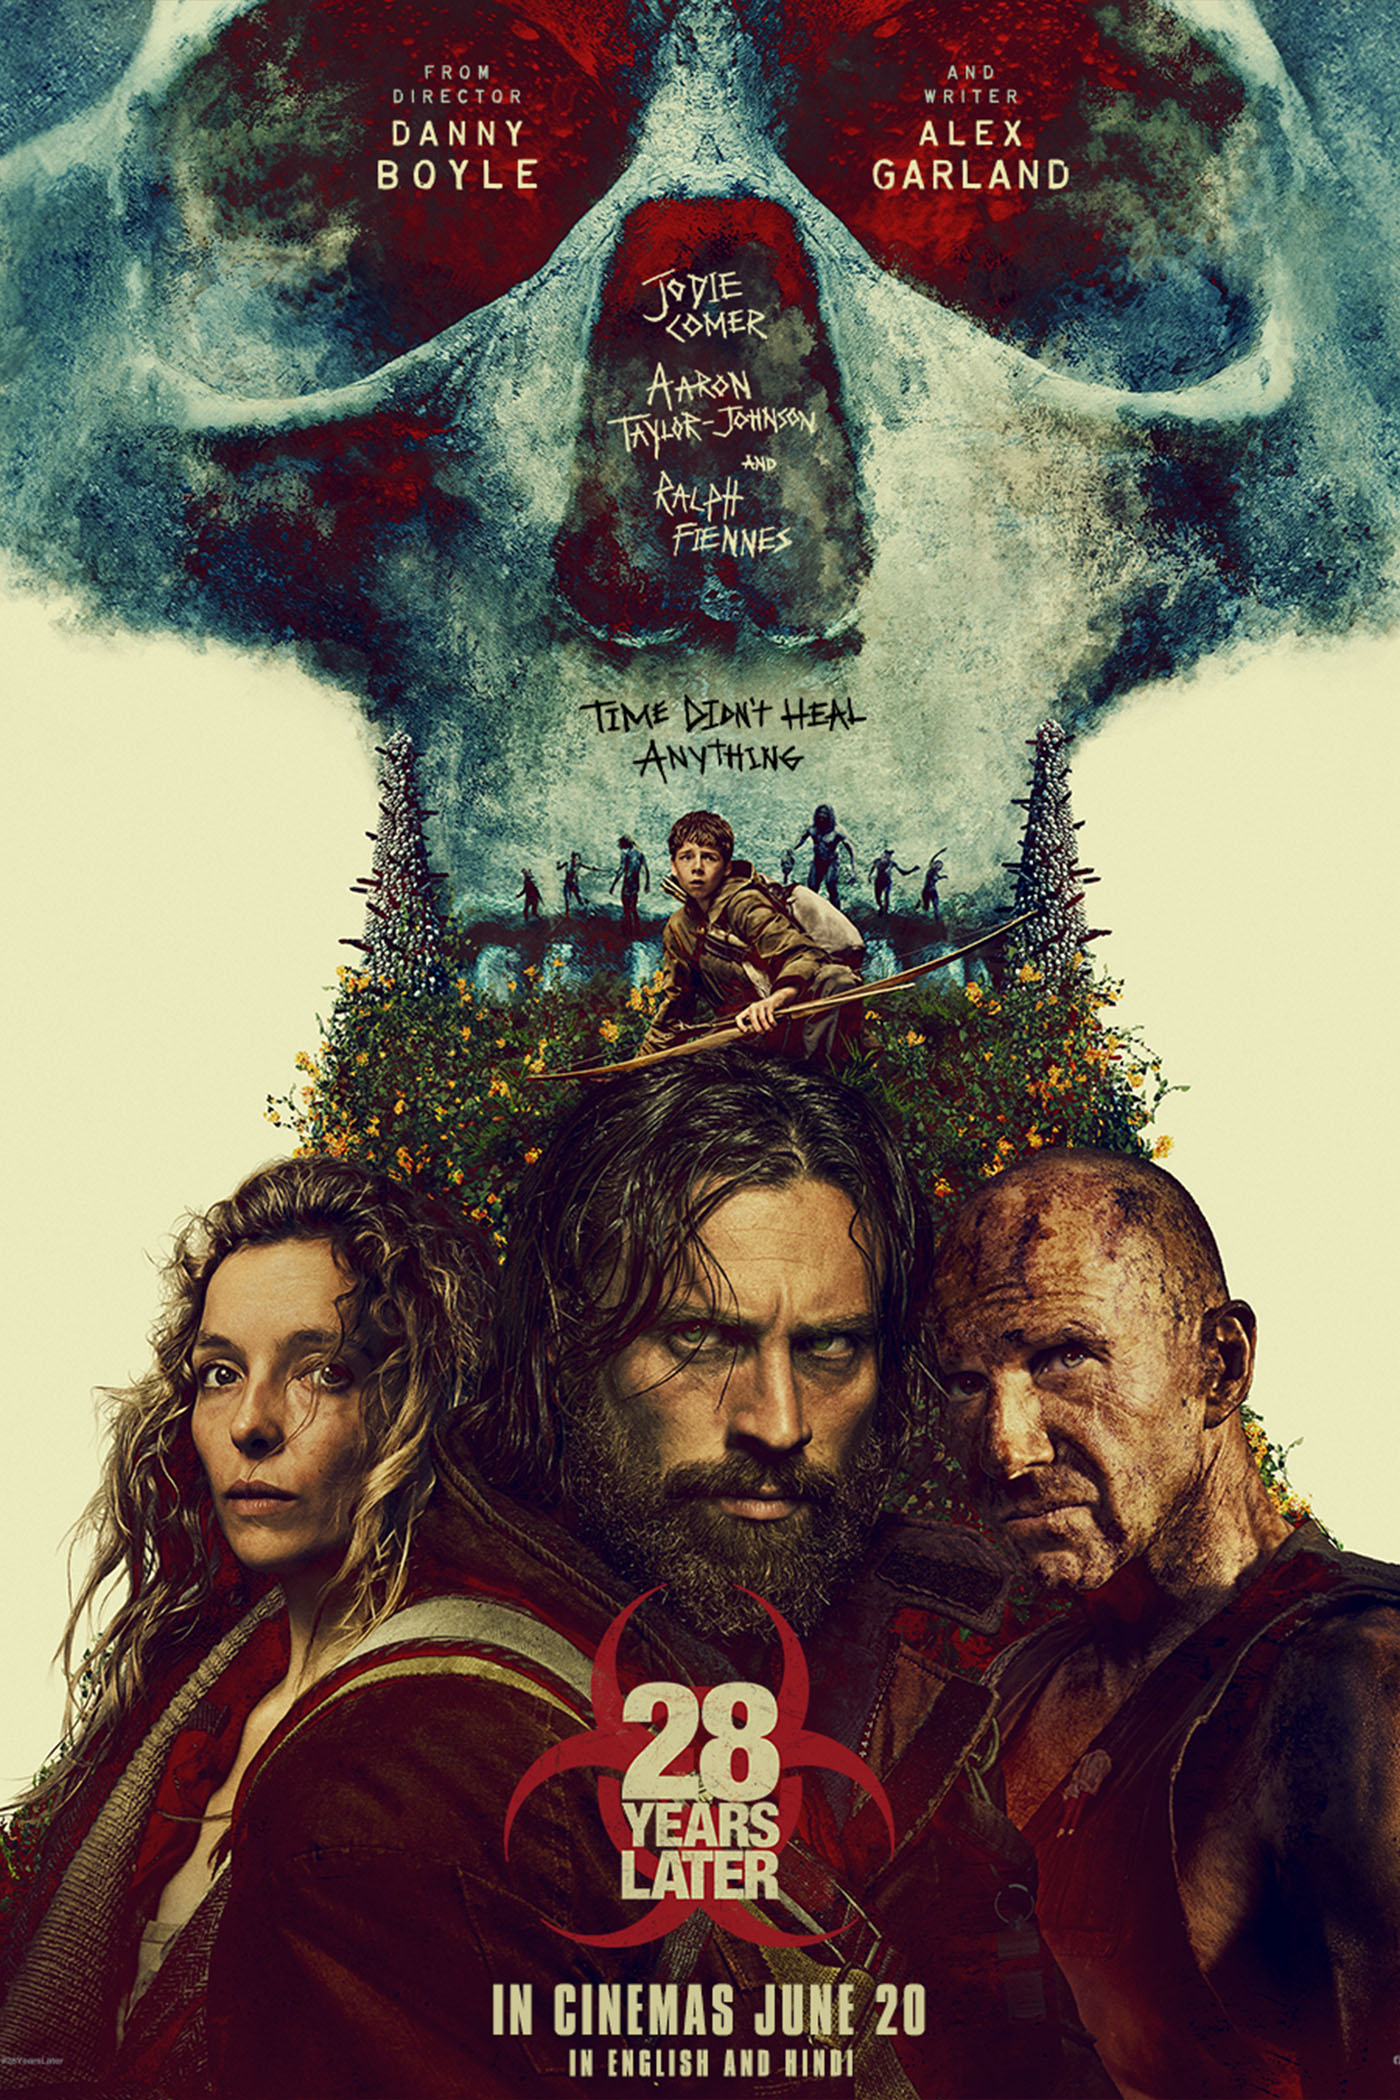 FROM
DIRECTOR
DANNY
BOYLE
AND
WRITER
ALEX
GARLAND
JODIE
COMER
AARON
TAYLOR-JOHNSON
AND
RALPH
FIENNES
TIME DIDN'T HEAL
ANYTHING
28
YEARS
LATER
IN CINEMAS JUNE 20
IN ENGLISH AND HINDI
#28YearsLater